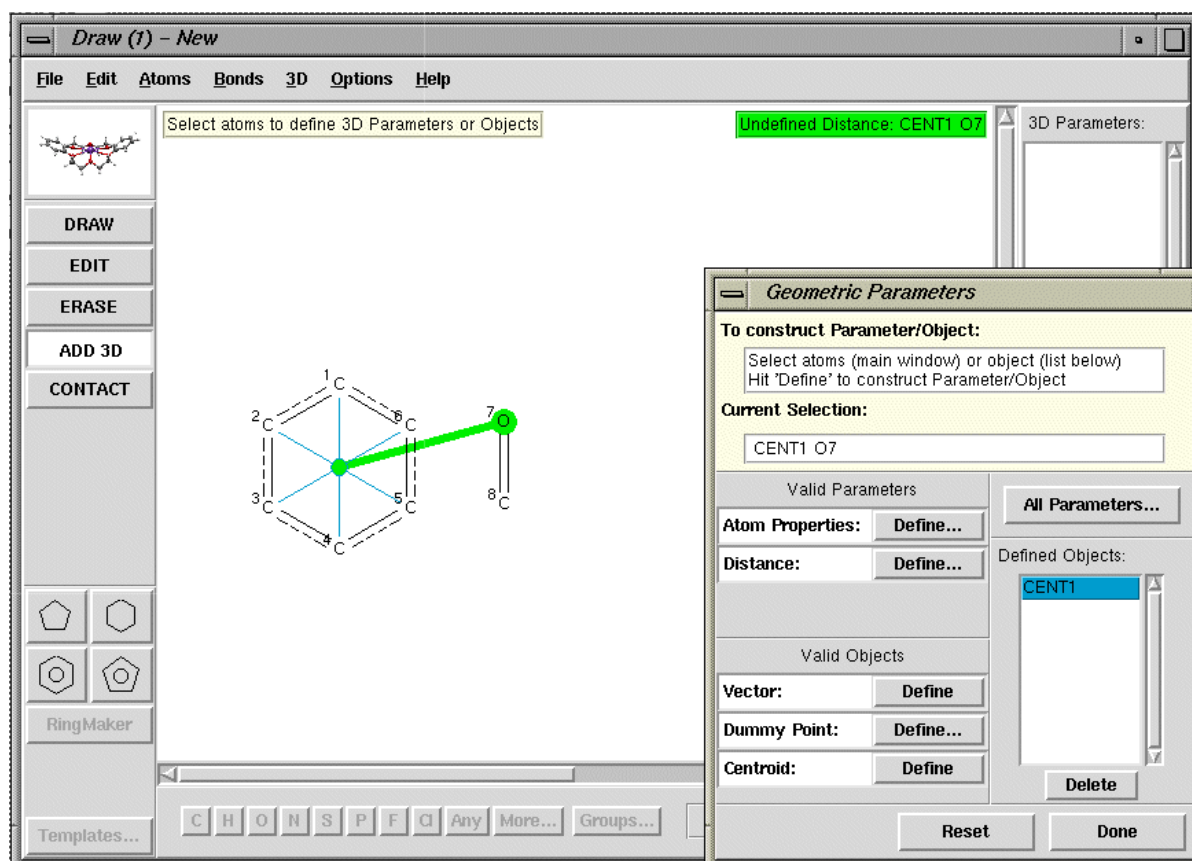 Draw (1) – New
File Edit Atoms Bonds 3D Options Help
Select atoms to define 3D Parameters or Objects
Undefined Distance: CENT1 O7
3D Parameters:
DRAW
EDIT
ERASE
ADD 3D
CONTACT
1 C
2 C
6 C
7 O
3 C
5 C
8 C
4 C
RingMaker
Templates...
C H O N S P F Cl Any More... Groups...
Geometric Parameters
To construct Parameter/Object:
Select atoms (main window) or object (list below)
Hit 'Define' to construct Parameter/Object
Current Selection:
CENT1 O7
Valid Parameters
All Parameters...
Atom Properties: Define...
Distance: Define...
Defined Objects:
CENT1
Valid Objects
Vector: Define
Dummy Point: Define...
Centroid: Define
Delete
Reset Done